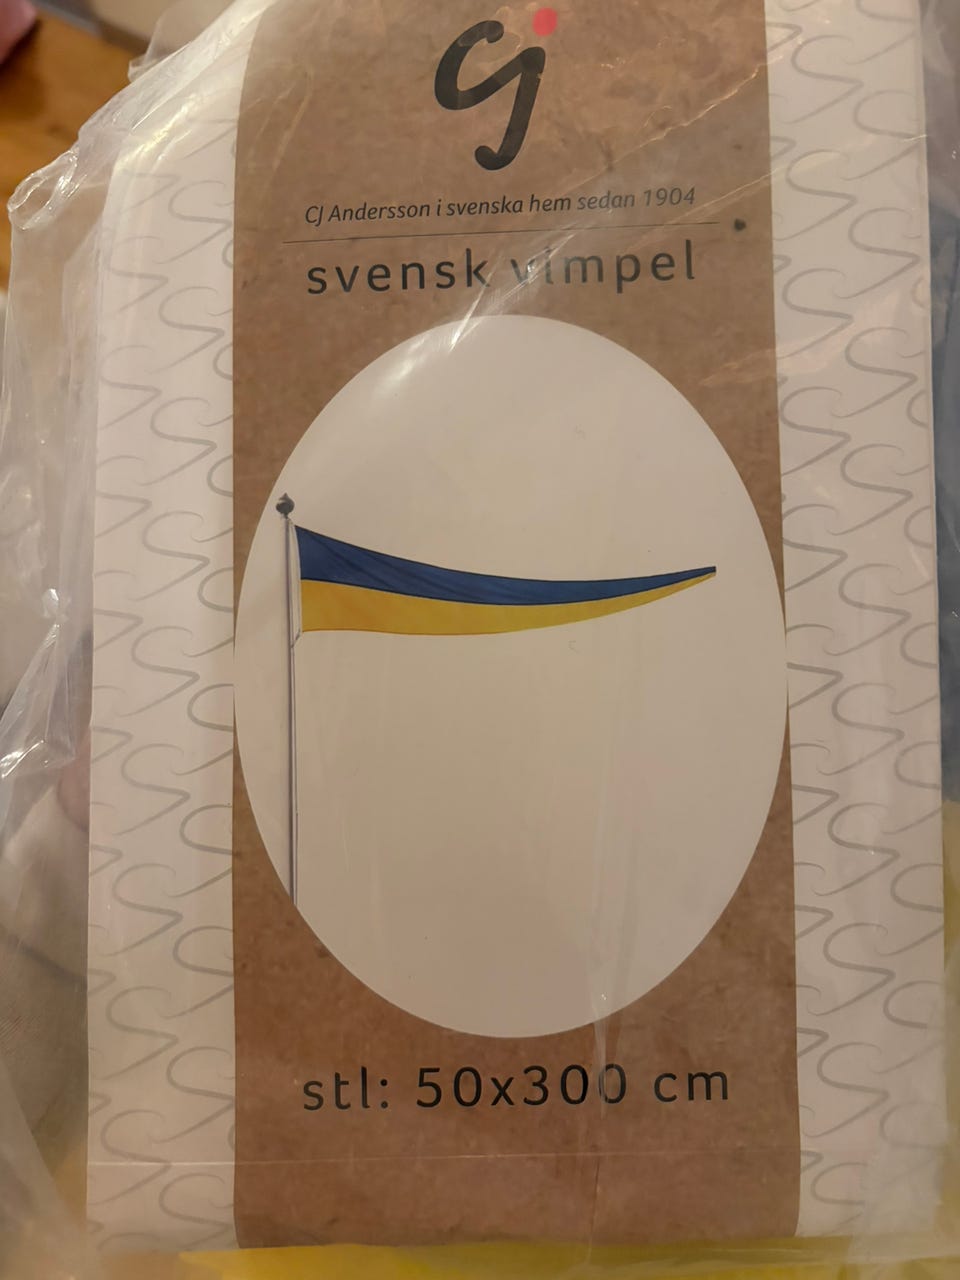 cj
CJ Andersson i svenska hem sedan 1904
svensk vimpel
stl: 50x300 cm